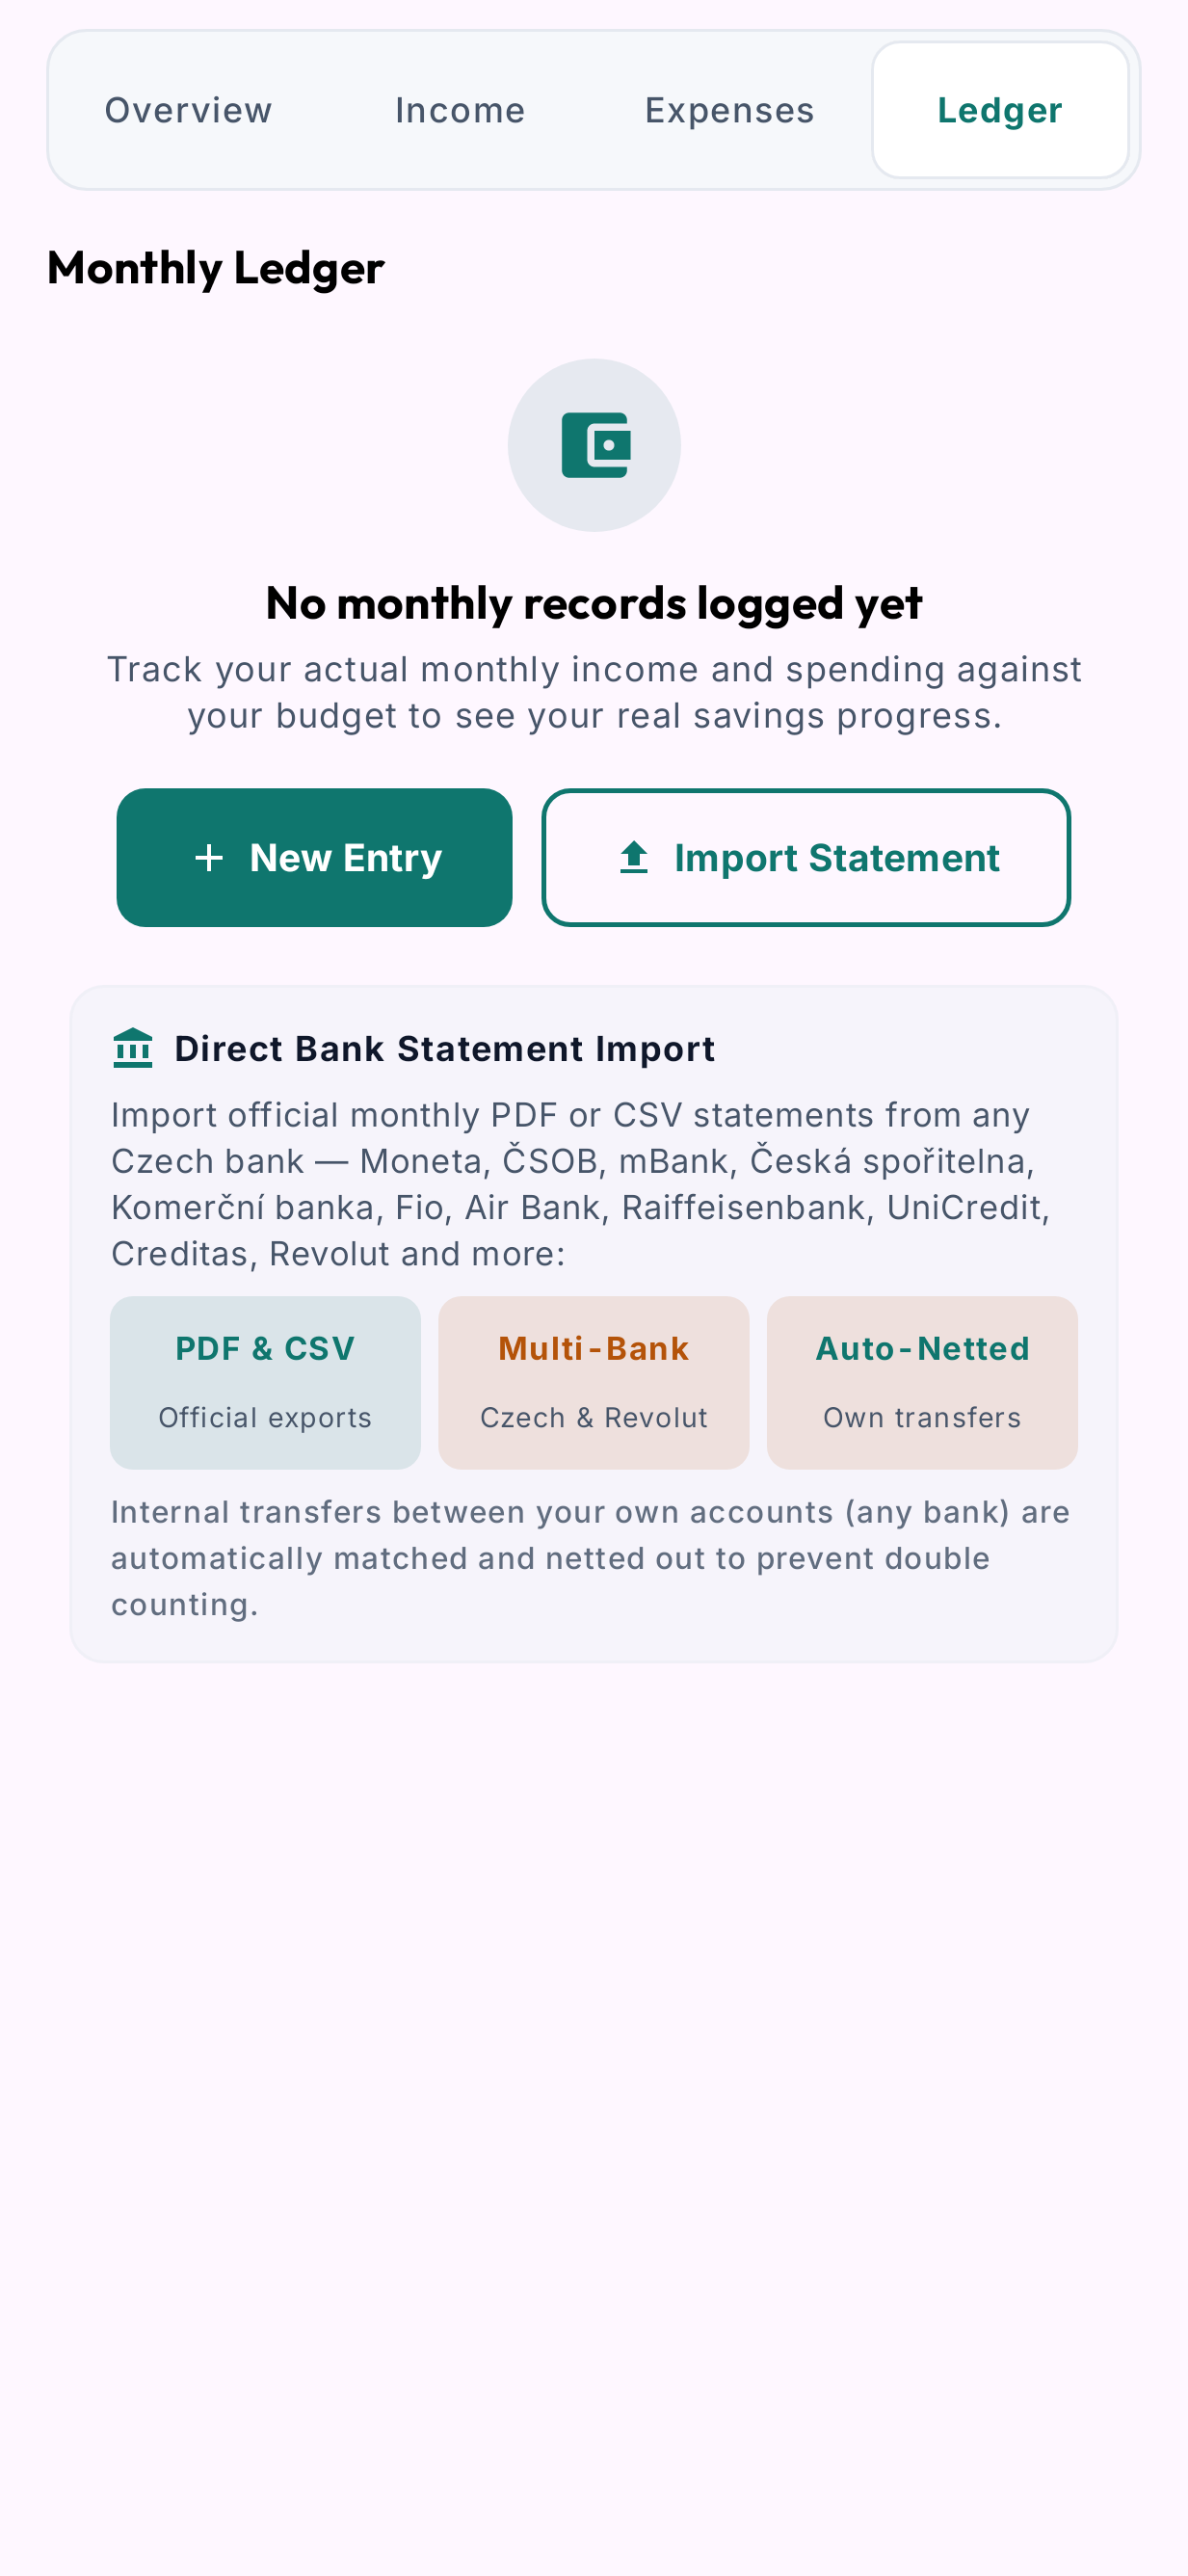 Overview Income Expenses Ledger
Monthly Ledger
No monthly records logged yet
Track your actual monthly income and spending against
your budget to see your real savings progress.
New Entry Import Statement
Direct Bank Statement Import
Import official monthly PDF or CSV statements from any
Czech bank — Moneta, ČSOB, mBank, Česká spořitelna,
Komerční banka, Fio, Air Bank, Raiffeisenbank, UniCredit,
Creditas, Revolut and more:
PDF & CSV Multi-Bank Auto-Netted
Official exports Czech & Revolut Own transfers
Internal transfers between your own accounts (any bank) are
automatically matched and netted out to prevent double
counting.